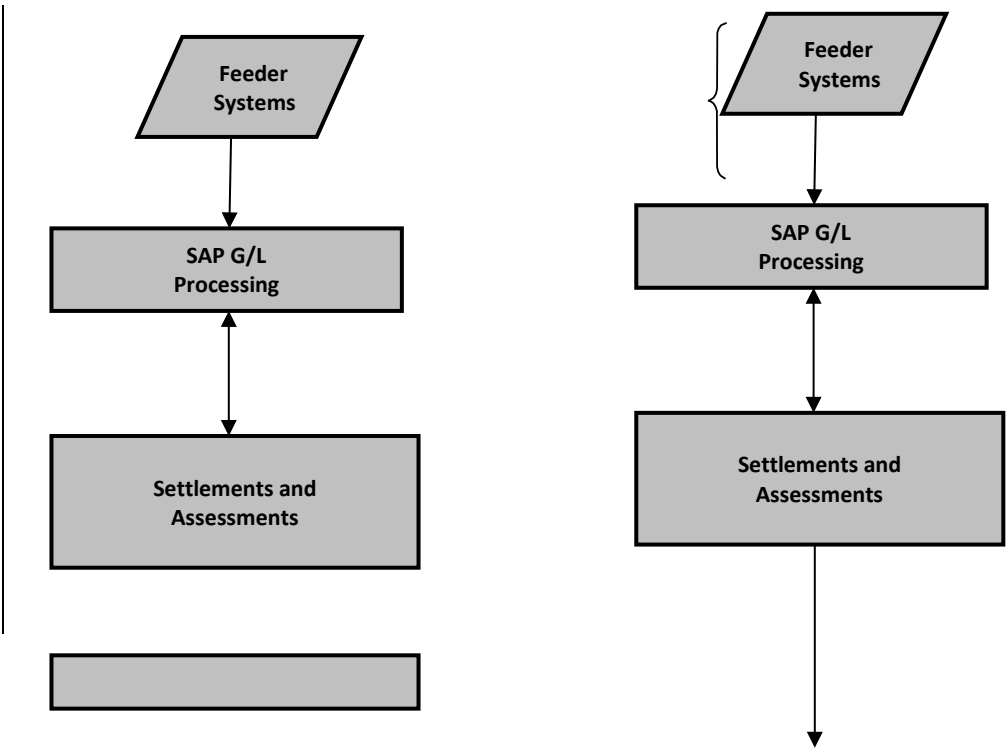 Feeder
Systems
SAP G/L
Processing
Settlements and
Assessments
Feeder
Systems
SAP G/L
Processing
Settlements and
Assessments